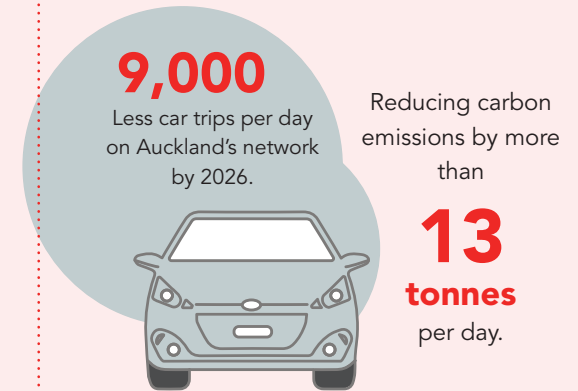 9,000
Less car trips per day
on Auckland's network
by 2026.
Reducing carbon
emissions by more
than
13
tonnes
per day.